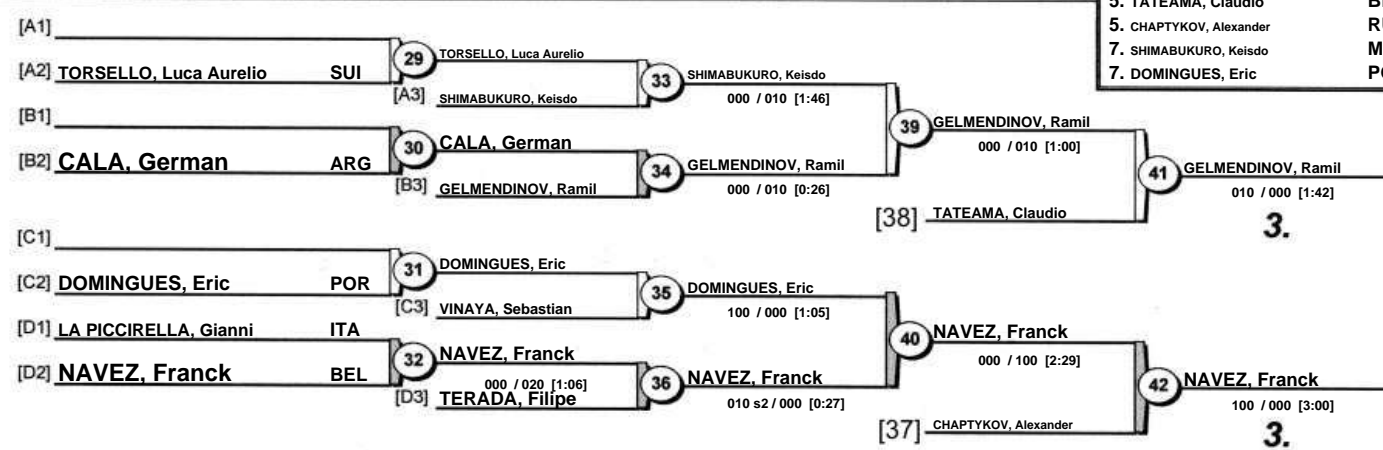 5. TATEAMA, Claudio
5. CHAPTYKOV, Alexander
7. SHIMABUKURO, Keisdo
7. DOMINGUES, Eric
[A1]
[A2] TORSELLO, Luca Aurelio SUI
29
TORSELLO, Luca Aurelio
[A3] SHIMABUKURO, Keisdo
33
SHIMABUKURO, Keisdo
000 / 010 [1:46]
[B1]
[B2] CALA, German ARG
30
CALA, German
[B3] GELMENDINOV, Ramil
34
GELMENDINOV, Ramil
000 / 010 [0:26]
39
GELMENDINOV, Ramil
000 / 010 [1:00]
[38] TATEAMA, Claudio
41
GELMENDINOV, Ramil
010 / 000 [1:42]
3.
[C1]
[C2] DOMINGUES, Eric POR
31
DOMINGUES, Eric
[C3] VINAYA, Sebastian
35
DOMINGUES, Eric
100 / 000 [1:05]
[D1] LA PICCIRELLA, Gianni ITA
[D2] NAVEZ, Franck BEL
32
NAVEZ, Franck
000 / 020 [1:06]
[D3] TERADA, Filipe
36
NAVEZ, Franck
010 s2 / 000 [0:27]
40
NAVEZ, Franck
000 / 100 [2:29]
[37] CHAPTYKOV, Alexander
42
NAVEZ, Franck
100 / 000 [3:00]
3.